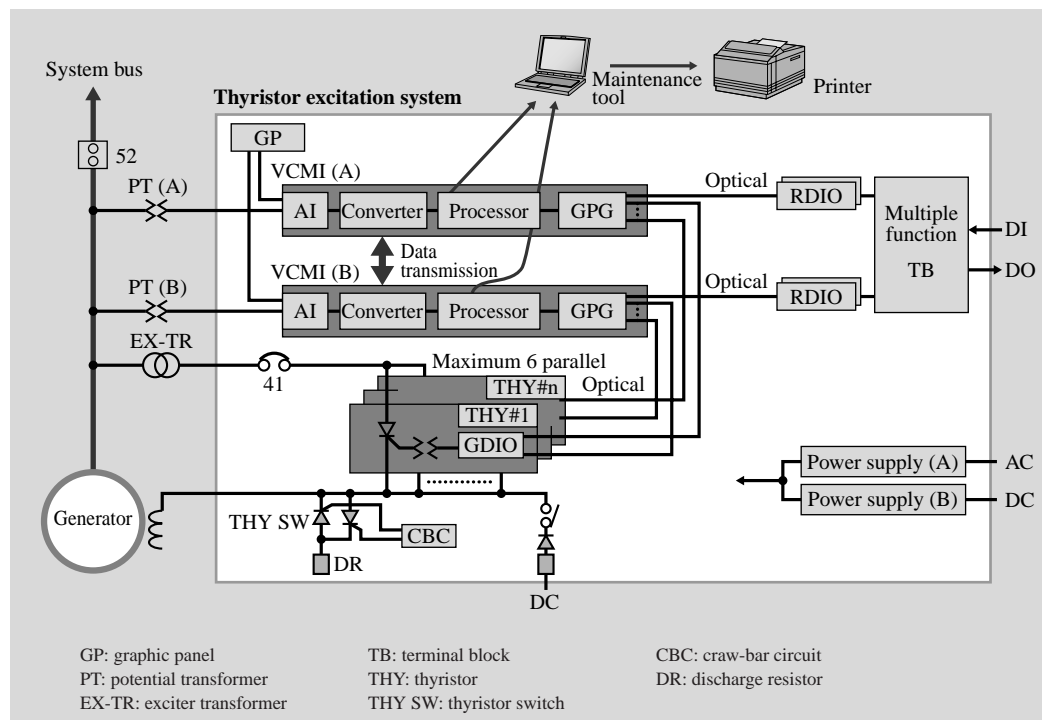 System bus
Maintenance
tool
Printer
Thyristor excitation system
GP
52
VCMI (A)
PT (A)
AI
Converter
Processor
GPG
Optical
RDIO
Multiple
function
TB
DI
DO
Data
transmission
VCMI (B)
PT (B)
AI
Converter
Processor
GPG
Optical
RDIO
EX-TR
41
Maximum 6 parallel
THY#n
Optical
THY#1
GDIO
Power supply (A)
AC
Power supply (B)
DC
Generator
THY SW
CBC
DR
DC
GP: graphic panel
PT: potential transformer
EX-TR: exciter transformer
TB: terminal block
THY: thyristor
THY SW: thyristor switch
CBC: craw-bar circuit
DR: discharge resistor